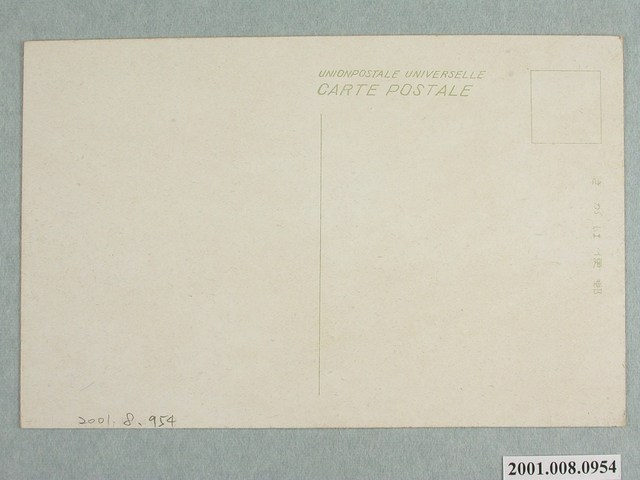 UNIONPOSTALE UNIVERSELLE
CARTE POSTALE
2001.8.954
2001.008.0954